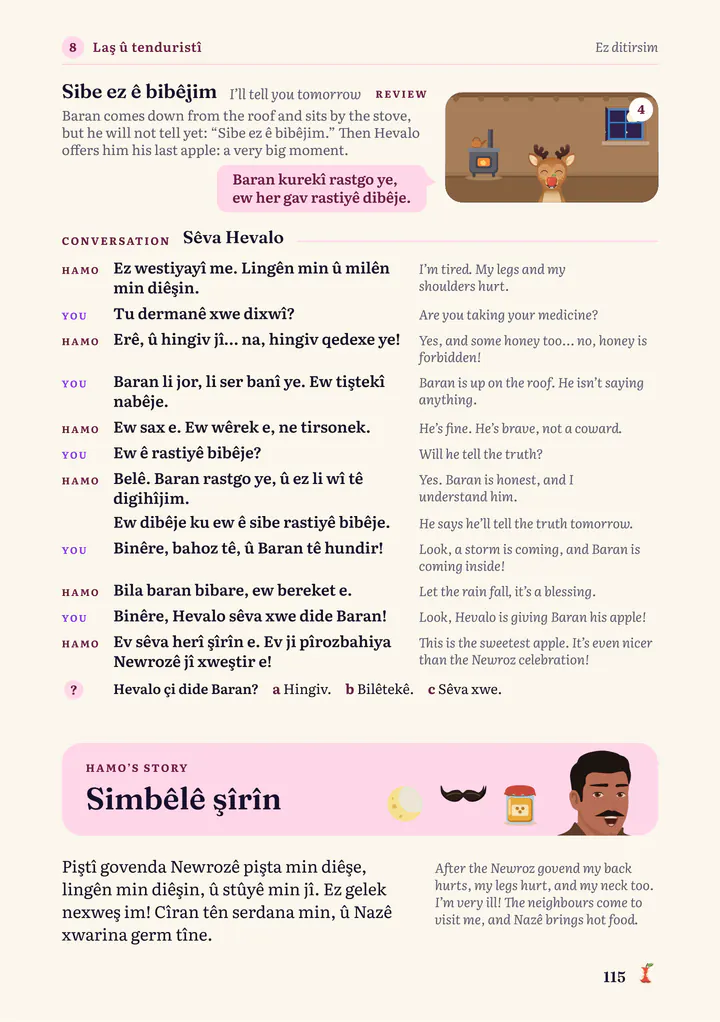 8 Laş û tenduristî
Ez ditirsim
Sibe ez ê bibêjim I'll tell you tomorrow REVIEW
Baran comes down from the roof and sits by the stove,
but he will not tell yet: “Sibe ez ê bibêjim.” Then Hevalo
offers him his last apple: a very big moment.
4
Baran kurekî rastgo ye,
ew her gav rastiyê dibêje.
CONVERSATION Sêva Hevalo
HAMO Ez westiyayî me. Lingên min û milên
min diêşin.
I'm tired. My legs and my
shoulders hurt.
YOU Tu dermanê xwe dixwî?
Are you taking your medicine?
HAMO Erê, û hingiv jî... na, hingiv qedexe ye!
Yes, and some honey too... no, honey is
forbidden!
YOU Baran li jor, li ser banî ye. Ew tiştekî
nabêje.
Baran is up on the roof. He isn't saying
anything.
HAMO Ew sax e. Ew wêrek e, ne tirsonek.
He's fine. He's brave, not a coward.
YOU Ew ê rastiyê bibêje?
Will he tell the truth?
HAMO Belê. Baran rastgo ye, û ez li wî tê
digihîjim.
Yes. Baran is honest, and I
understand him.
Ew dibêje ku ew ê sibe rastiyê bibêje.
He says he'll tell the truth tomorrow.
YOU Binêre, bahoz tê, û Baran tê hundir!
Look, a storm is coming, and Baran is
coming inside!
HAMO Bila baran bibare, ew bereket e.
Let the rain fall, it's a blessing.
YOU Binêre, Hevalo sêva xwe dide Baran!
Look, Hevalo is giving Baran his apple!
HAMO Ev sêva herî şîrîn e. Ev ji pîrozbahiya
Newrozê jî xweştir e!
This is the sweetest apple. It's even nicer
than the Newroz celebration!
? Hevalo çi dide Baran? a Hingiv. b Bilêtekê. c Sêva xwe.
HAMO'S STORY
Simbêlê şîrîn
Piştî govenda Newrozê pişta min diêşe,
lingên min diêşin, û stûyê min jî. Ez gelek
nexweş im! Cîran tên serdana min, û Nazê
xwarina germ tîne.
After the Newroz govend my back
hurts, my legs hurt, and my neck too.
I'm very ill! The neighbours come to
visit me, and Nazê brings hot food.
115